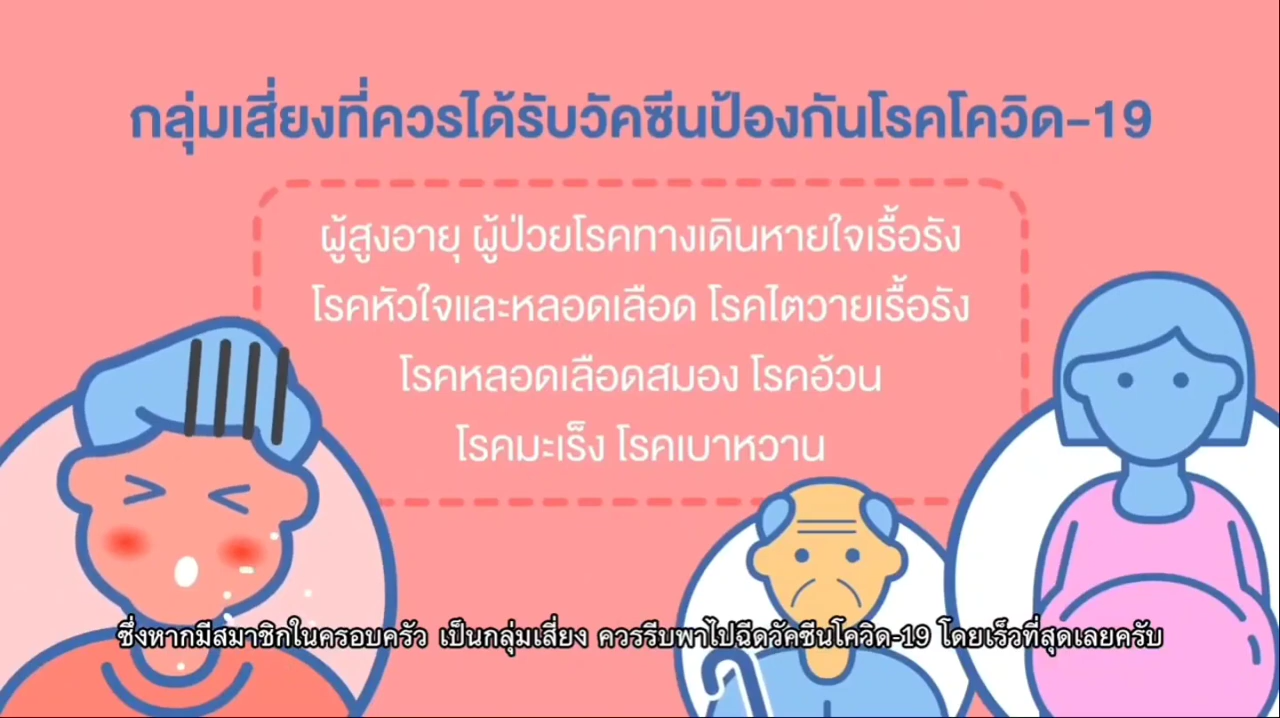 กลุ่มเสี่ยงที่ควรได้รับวัคซีนป้องกันโรคโควิด-19
ผู้สูงอายุ ผู้ป่วยโรคทางเดินหายใจเรื้อรัง
โรคหัวใจและหลอดเลือด โรคไตวายเรื้อรัง
โรคหลอดเลือดสมอง โรคอ้วน
โรคมะเร็ง โรคเบาหวาน
ซึ่งหากมีสมาชิกในครอบครัว เป็นกลุ่มเสี่ยง ควรรีบพาไปฉีดวัคซีนโควิด-19 โดยเร็วที่สุดเลยครับ